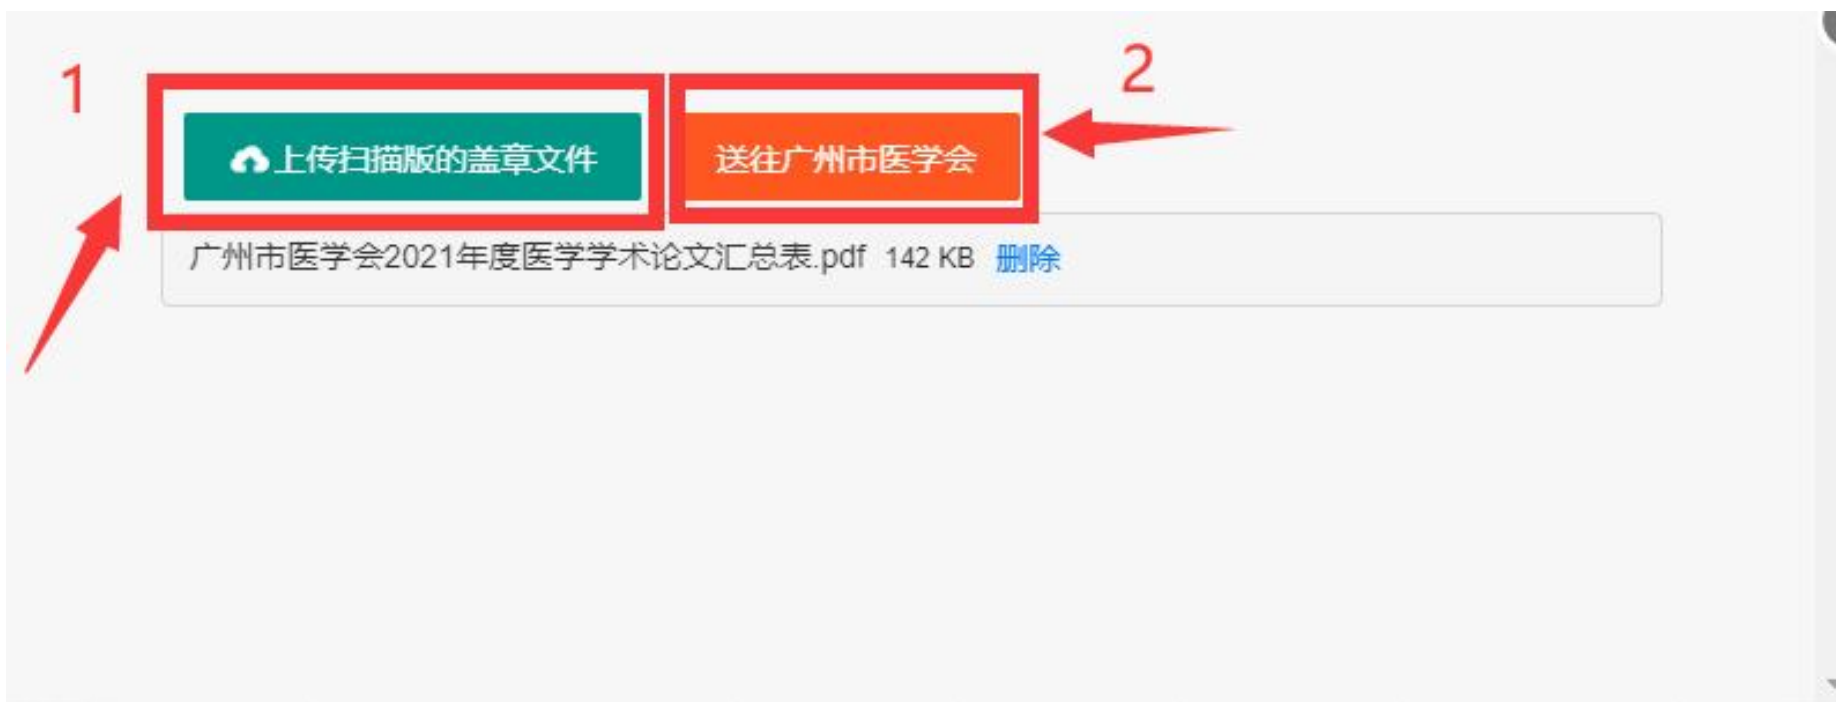 1
2
上传扫描版的盖章文件
送往广州市医学会
广州市医学会2021年度医学学术论文汇总表.pdf 142 KB 删除